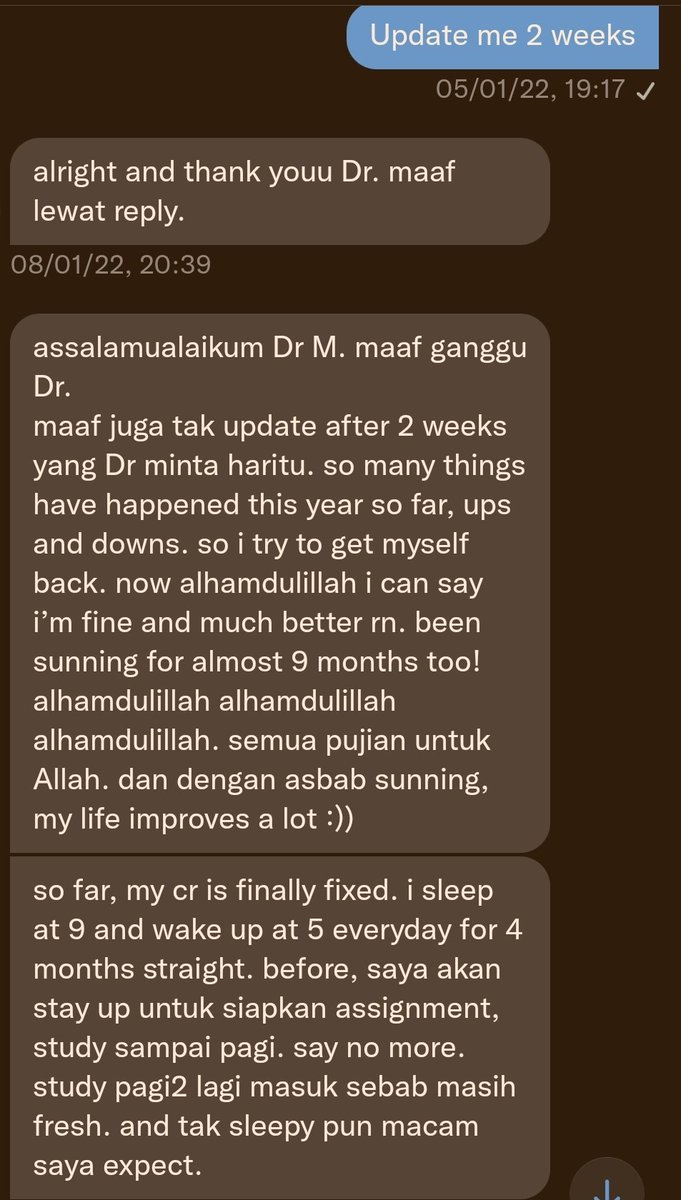 Update me 2 weeks
05/01/22, 19:17
alright and thank youu Dr. maaf
lewat reply.
08/01/22, 20:39
assalamualaikum Dr M. maaf ganggu
Dr.
maaf juga tak update after 2 weeks
yang Dr minta haritu. so many things
have happened this year so far, ups
and downs. so i try to get myself
back. now alhamdulillah i can say
i’m fine and much better rn. been
sunning for almost 9 months too!
alhamdulillah alhamdulillah
alhamdulillah. semua pujian untuk
Allah. dan dengan asbab sunning,
my life improves a lot :))
so far, my cr is finally fixed. i sleep
at 9 and wake up at 5 everyday for 4
months straight. before, saya akan
stay up untuk siapkan assignment,
study sampai pagi. say no more.
study pagi2 lagi masuk sebab masih
fresh. and tak sleepy pun macam
saya expect.